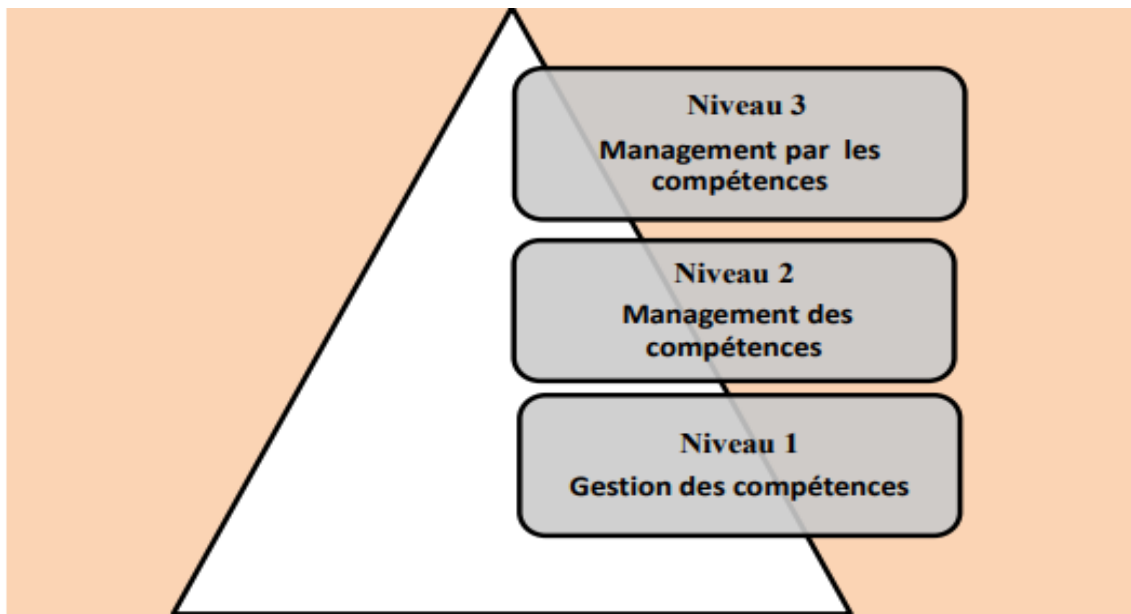 Niveau 3
Management par les
compétences
Niveau 2
Management des
compétences
Niveau 1
Gestion des compétences